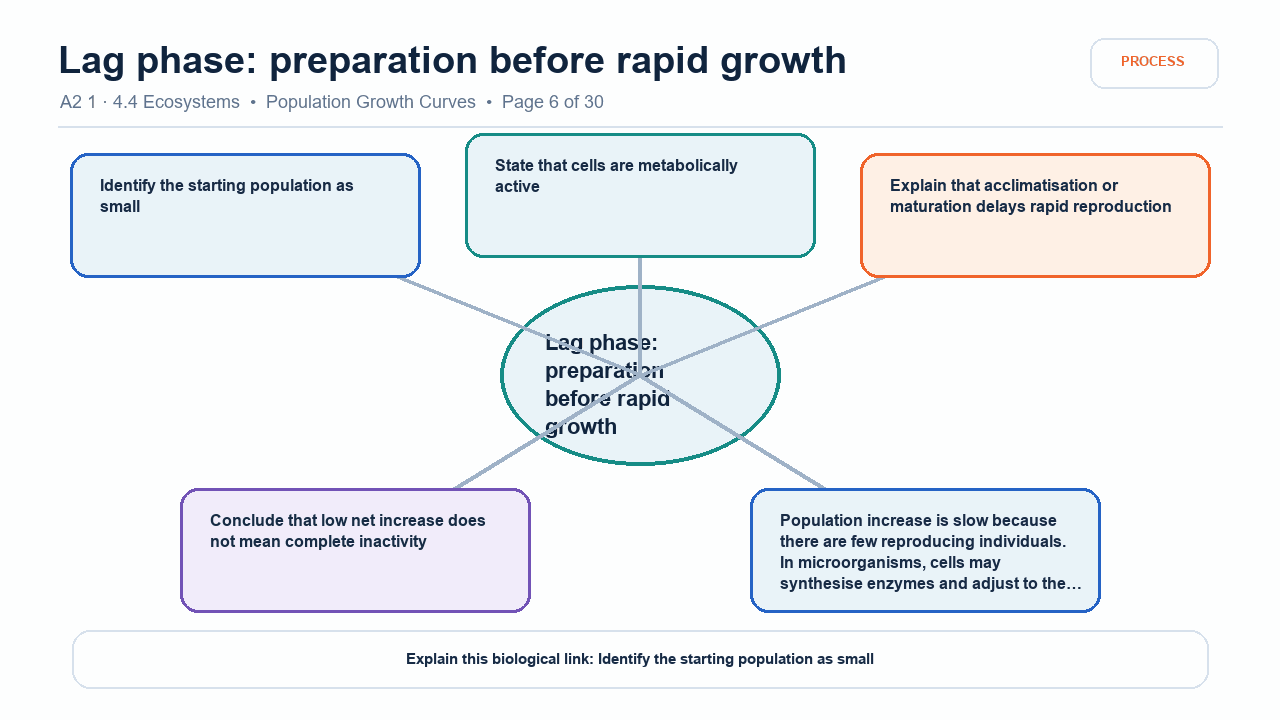 Lag phase: preparation before rapid growth
PROCESS
A2 1 · 4.4 Ecosystems • Population Growth Curves • Page 6 of 30
Identify the starting population as
small
State that cells are metabolically
active
Explain that acclimatisation or
maturation delays rapid reproduction
Lag phase:
preparation
before rapid
growth
Conclude that low net increase does
not mean complete inactivity
Population increase is slow because
there are few reproducing individuals.
In microorganisms, cells may
synthesise enzymes and adjust to the…
Explain this biological link: Identify the starting population as small